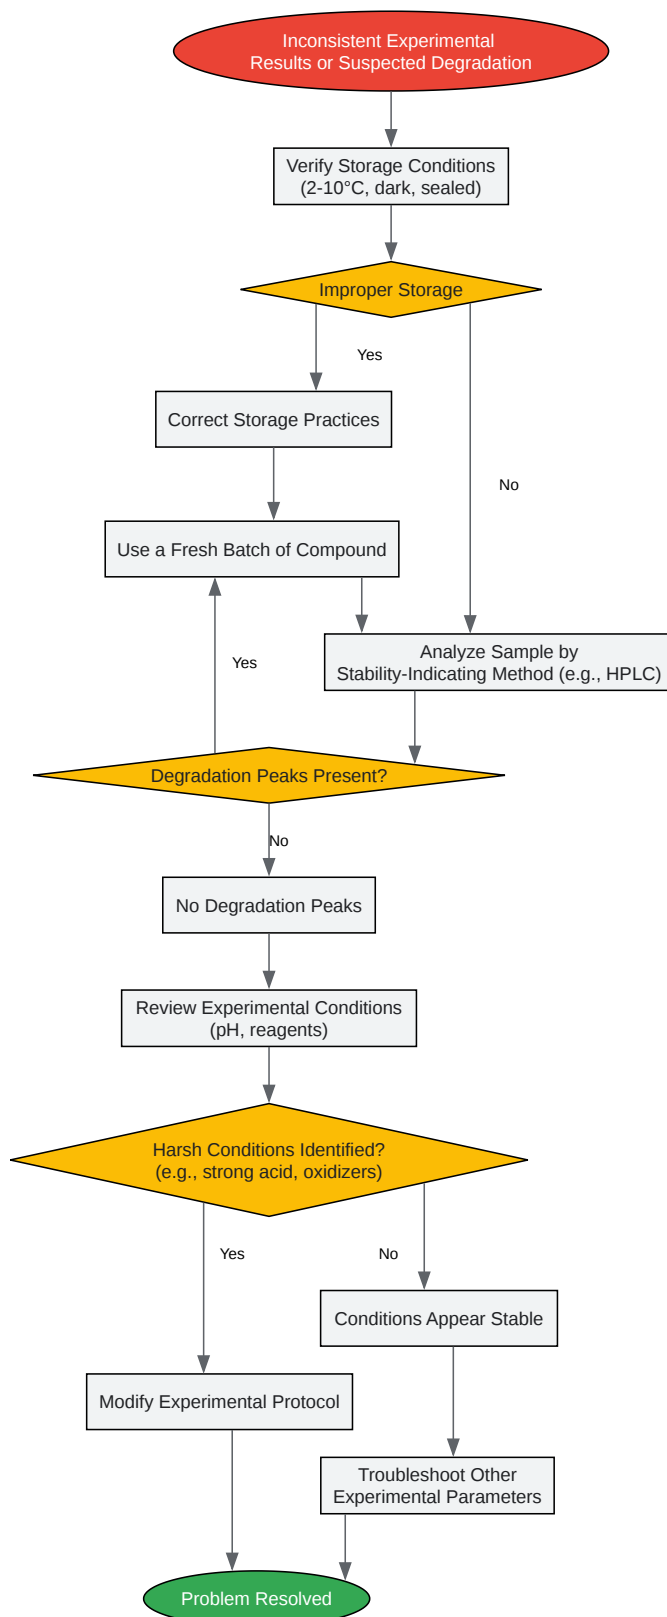 Inconsistent Experimental
Results or Suspected Degradation
Verify Storage Conditions
(2-10°C, dark, sealed)
Improper Storage
Yes
Correct Storage Practices
No
Use a Fresh Batch of Compound
Analyze Sample by
Stability-Indicating Method (e.g., HPLC)
Yes
Degradation Peaks Present?
No
No Degradation Peaks
Review Experimental Conditions
(pH, reagents)
Harsh Conditions Identified?
(e.g., strong acid, oxidizers)
Yes
No
Conditions Appear Stable
Modify Experimental Protocol
Troubleshoot Other
Experimental Parameters
Problem Resolved